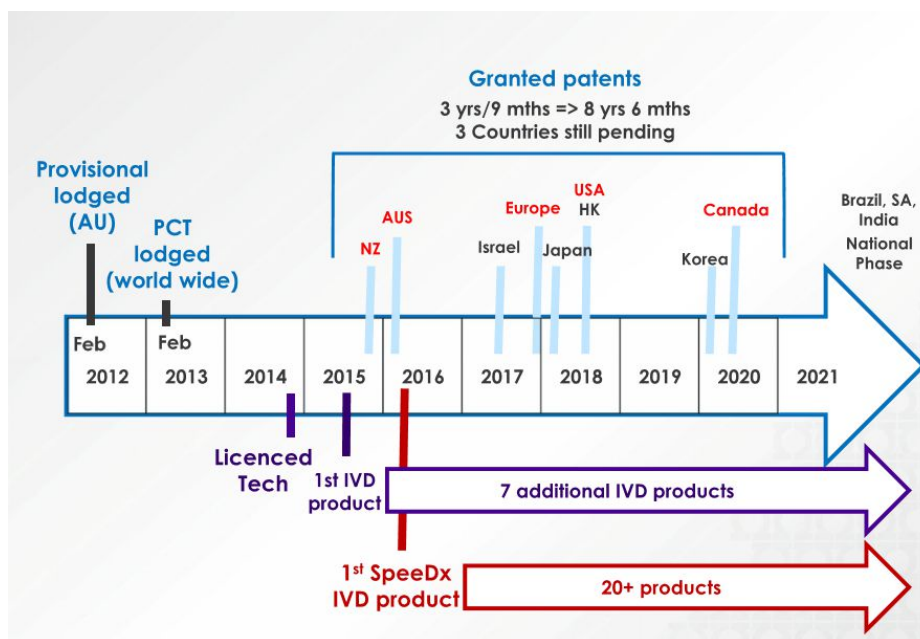 Granted patents
3 yrs/9 mths => 8 yrs 6 mths
3 Countries still pending
Provisional
lodged
(AU)
PCT
lodged
(world wide)
NZ
AUS
Israel
Europe
Japan
USA
HK
Korea
Canada
Brazil, SA,
India
National
Phase
Feb
Feb
2012
2013
2014
2015
2016
2017
2018
2019
2020
2021
Licenced
Tech
1st IVD
product
7 additional IVD products
1st SpeeDx
IVD product
20+ products